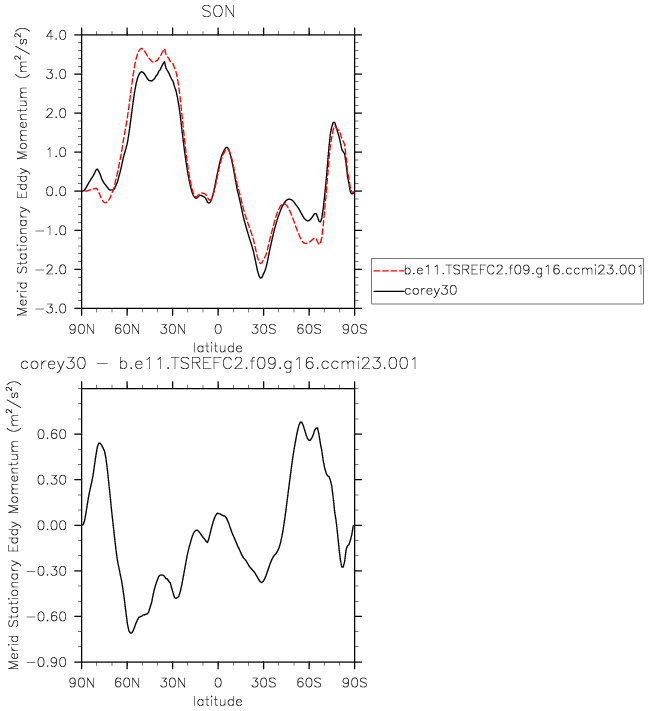 SON
Merid Stationary Eddy Momentum (m²/s²)
4.0
3.0
2.0
1.0
0.0
−1.0
−2.0
−3.0
90N 60N 30N 0 30S 60S 90S
latitude
b.e11.TSREFC2.f09.g16.ccmi23.001
corey30
corey30 − b.e11.TSREFC2.f09.g16.ccmi23.001
Merid Stationary Eddy Momentum (m²/s²)
0.60
0.30
0.00
−0.30
−0.60
−0.90
90N 60N 30N 0 30S 60S 90S
latitude